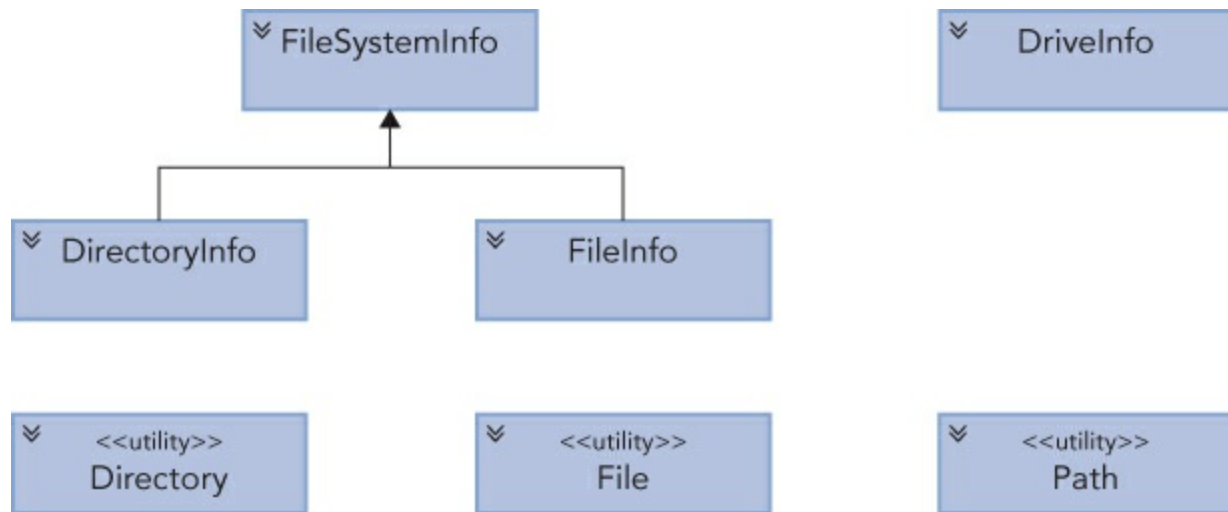 FileSystemInfo
DriveInfo
DirectoryInfo
FileInfo
<<utility>>
Directory
<<utility>>
File
<<utility>>
Path